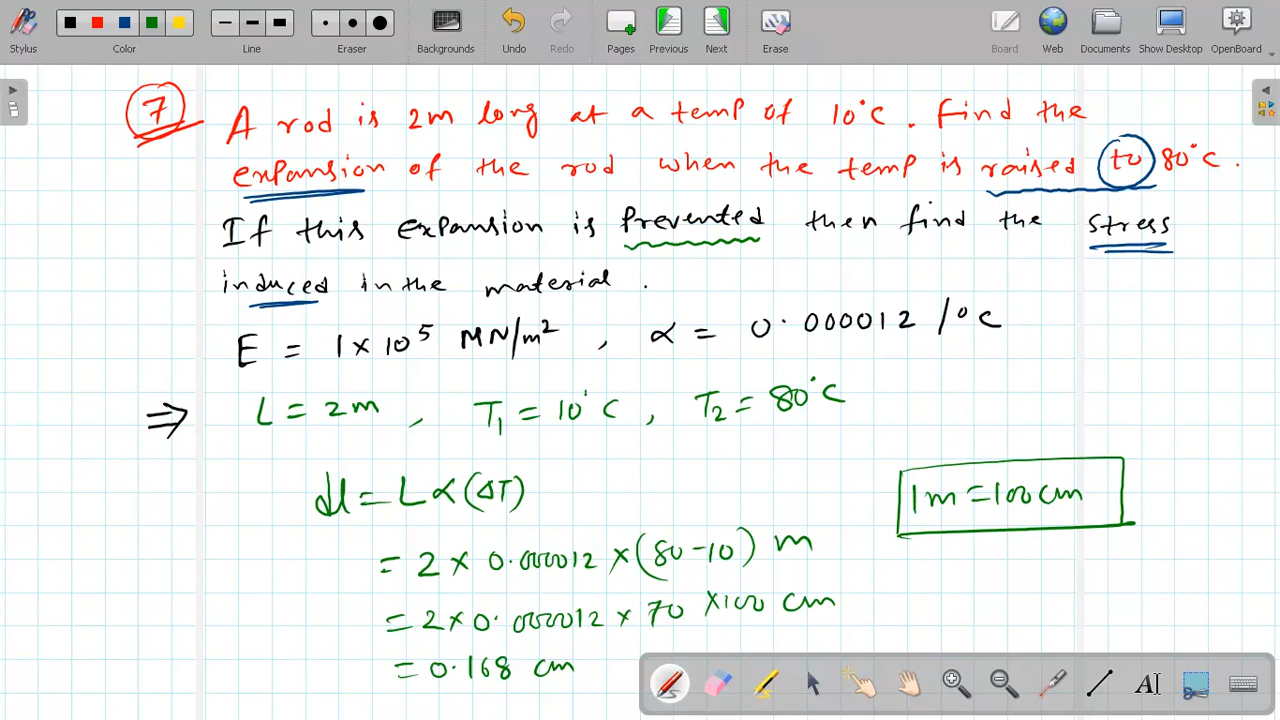 Stylus Color Line Eraser Backgrounds Undo Redo Pages Previous Next Erase Board Web Documents Show Desktop OpenBoard
7 A rod is 2m long at a temp of 10°C. Find the
expansion of the rod when the temp is raised to 80°C.
If this expansion is Prevented then find the stress
induced in the material.
E = 1×10⁵ MN/m², α = 0.000012 /°C
⇒ L = 2m, T₁ = 10°C, T₂ = 80°C
dl = Lα(ΔT)
1m = 100cm
= 2 × 0.000012 × (80-10) m
= 2 × 0.000012 × 70 ×100 cm
= 0.168 cm